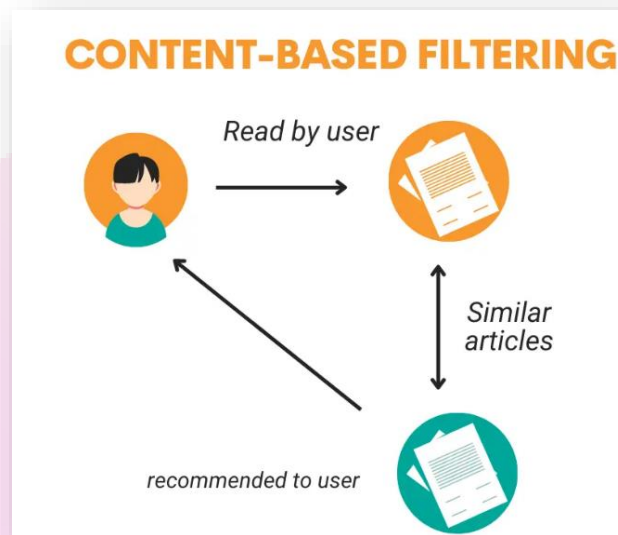 CONTENT-BASED FILTERING
Read by user
Similar
articles
recommended to user